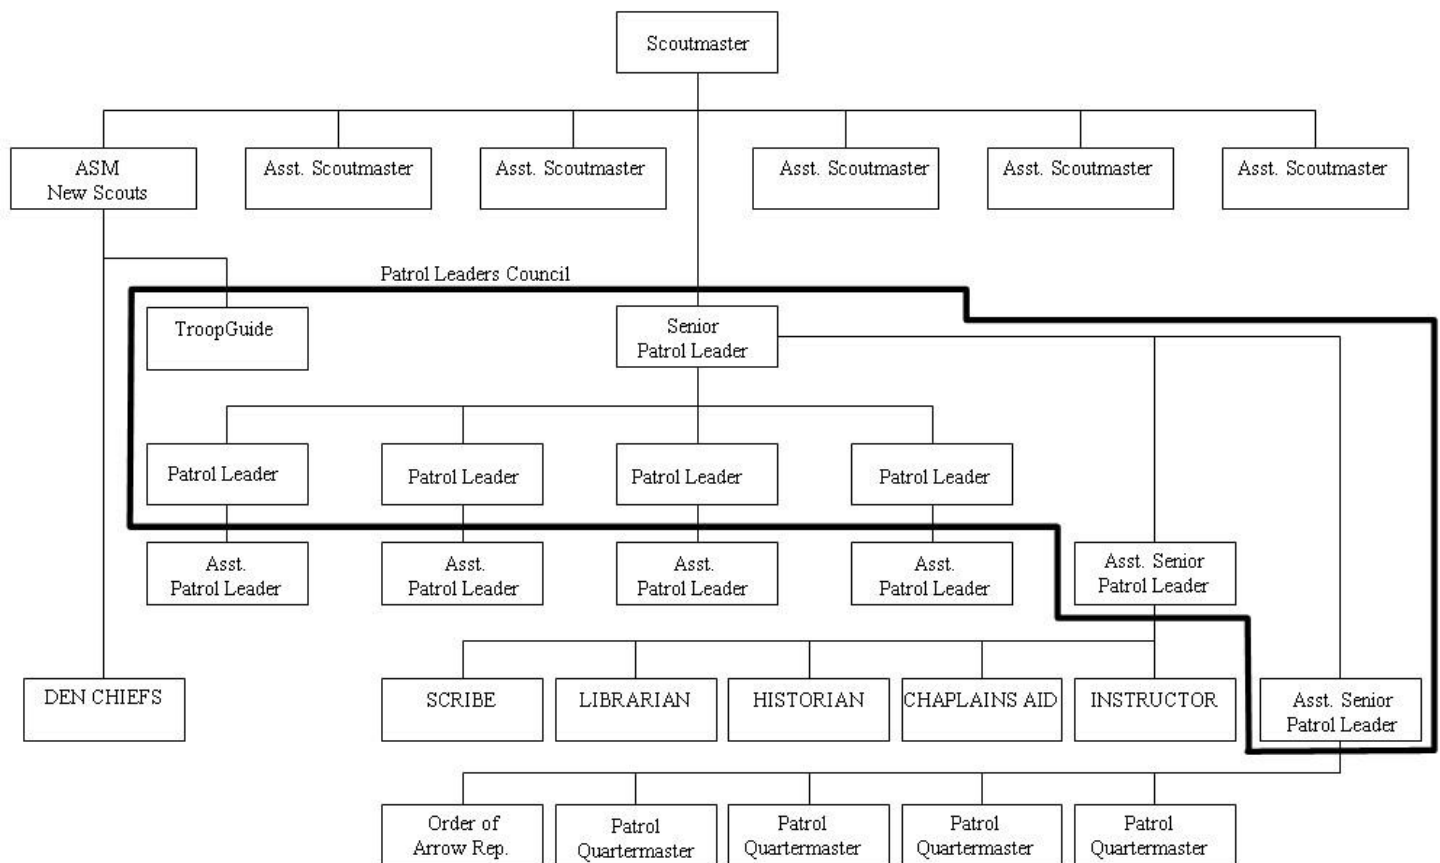 Scoutmaster
ASM
New Scouts
Asst. Scoutmaster
Asst. Scoutmaster
Asst. Scoutmaster
Asst. Scoutmaster
Asst. Scoutmaster
Patrol Leaders Council
TroopGuide
Senior
Patrol Leader
Patrol Leader
Patrol Leader
Patrol Leader
Patrol Leader
Asst.
Patrol Leader
Asst.
Patrol Leader
Asst.
Patrol Leader
Asst.
Patrol Leader
Asst. Senior
Patrol Leader
DEN CHIEFS
SCRIBE
LIBRARIAN
HISTORIAN
CHAPLAINS AID
INSTRUCTOR
Asst. Senior
Patrol Leader
Order of
Arrow Rep.
Patrol
Quartermaster
Patrol
Quartermaster
Patrol
Quartermaster
Patrol
Quartermaster